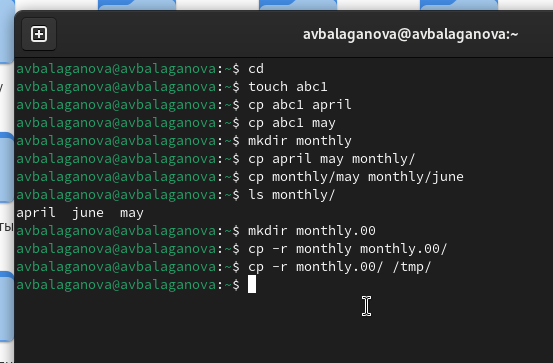 avbalaganova@avbalaganova:~
avbalaganova@avbalaganova:~$ cd
avbalaganova@avbalaganova:~$ touch abc1
avbalaganova@avbalaganova:~$ cp abc1 april
avbalaganova@avbalaganova:~$ cp abc1 may
avbalaganova@avbalaganova:~$ mkdir monthly
avbalaganova@avbalaganova:~$ cp april may monthly/
avbalaganova@avbalaganova:~$ cp monthly/may monthly/june
avbalaganova@avbalaganova:~$ ls monthly/
april  june  may
avbalaganova@avbalaganova:~$ mkdir monthly.00
avbalaganova@avbalaganova:~$ cp -r monthly monthly.00/
avbalaganova@avbalaganova:~$ cp -r monthly.00/ /tmp/
avbalaganova@avbalaganova:~$